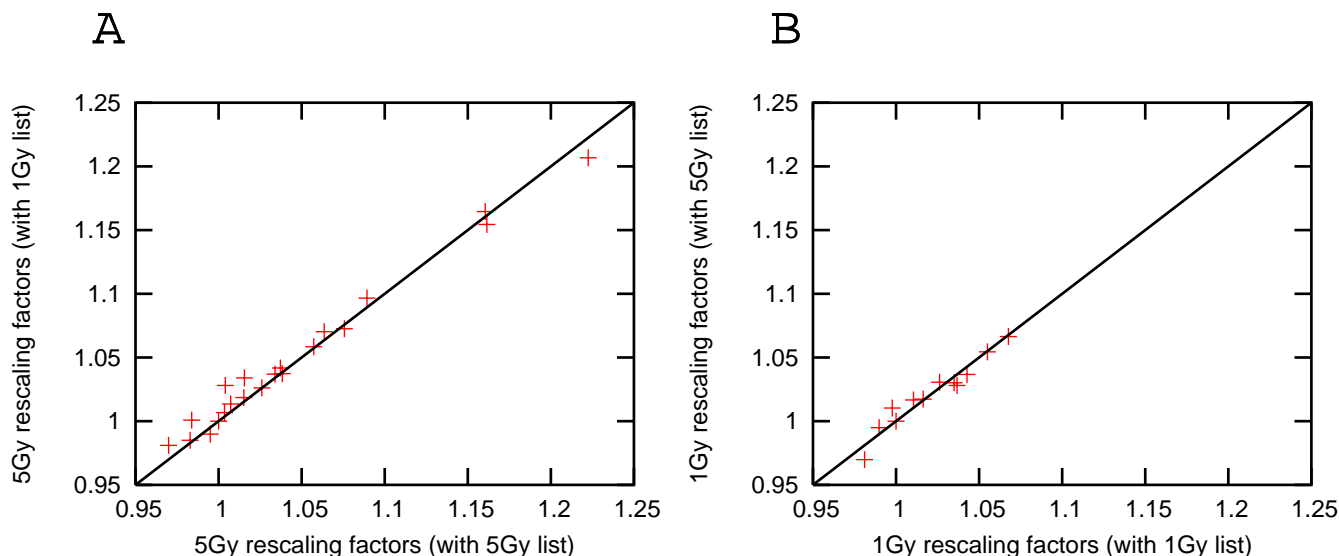 A
5Gy rescaling factors (with 1Gy list)
1.25
1.2
1.15
1.1
1.05
1
0.95
0.95 1 1.05 1.1 1.15 1.2 1.25
5Gy rescaling factors (with 5Gy list)
B
1Gy rescaling factors (with 5Gy list)
1.25
1.2
1.15
1.1
1.05
1
0.95
0.95 1 1.05 1.1 1.15 1.2 1.25
1Gy rescaling factors (with 1Gy list)